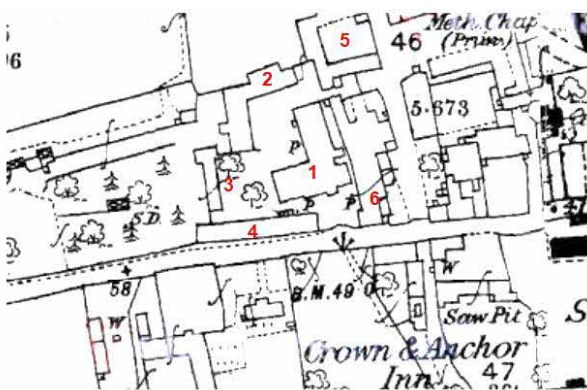 Meth. Chap.
(Prim.)
5
46
2
5·673
P
1
3
P
P
6
S.D.
4
58
B.M. 49·0
W
W
Saw Pit
S
Crown & Anchor
Inn
47